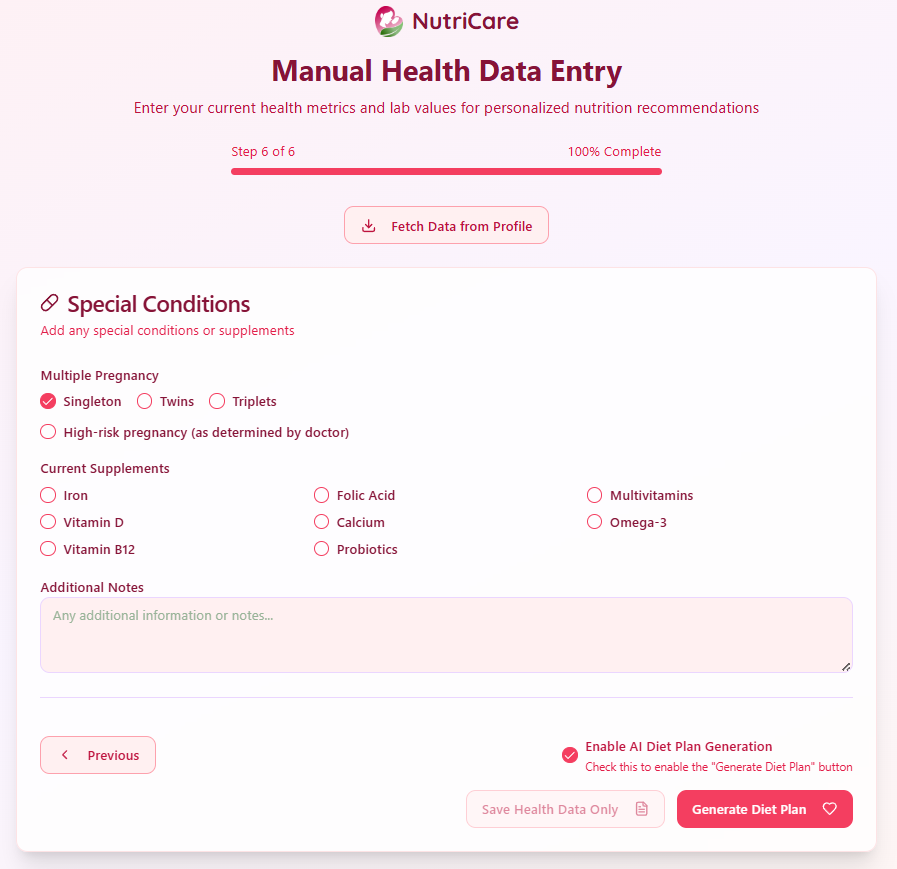 NutriCare
Manual Health Data Entry
Enter your current health metrics and lab values for personalized nutrition recommendations
Step 6 of 6 100% Complete
Fetch Data from Profile
Special Conditions
Add any special conditions or supplements
Multiple Pregnancy
Singleton Twins Triplets
High-risk pregnancy (as determined by doctor)
Current Supplements
Iron Folic Acid Multivitamins
Vitamin D Calcium Omega-3
Vitamin B12 Probiotics
Additional Notes
Any additional information or notes...
Enable AI Diet Plan Generation
Previous
Check this to enable the "Generate Diet Plan" button
Save Health Data Only Generate Diet Plan